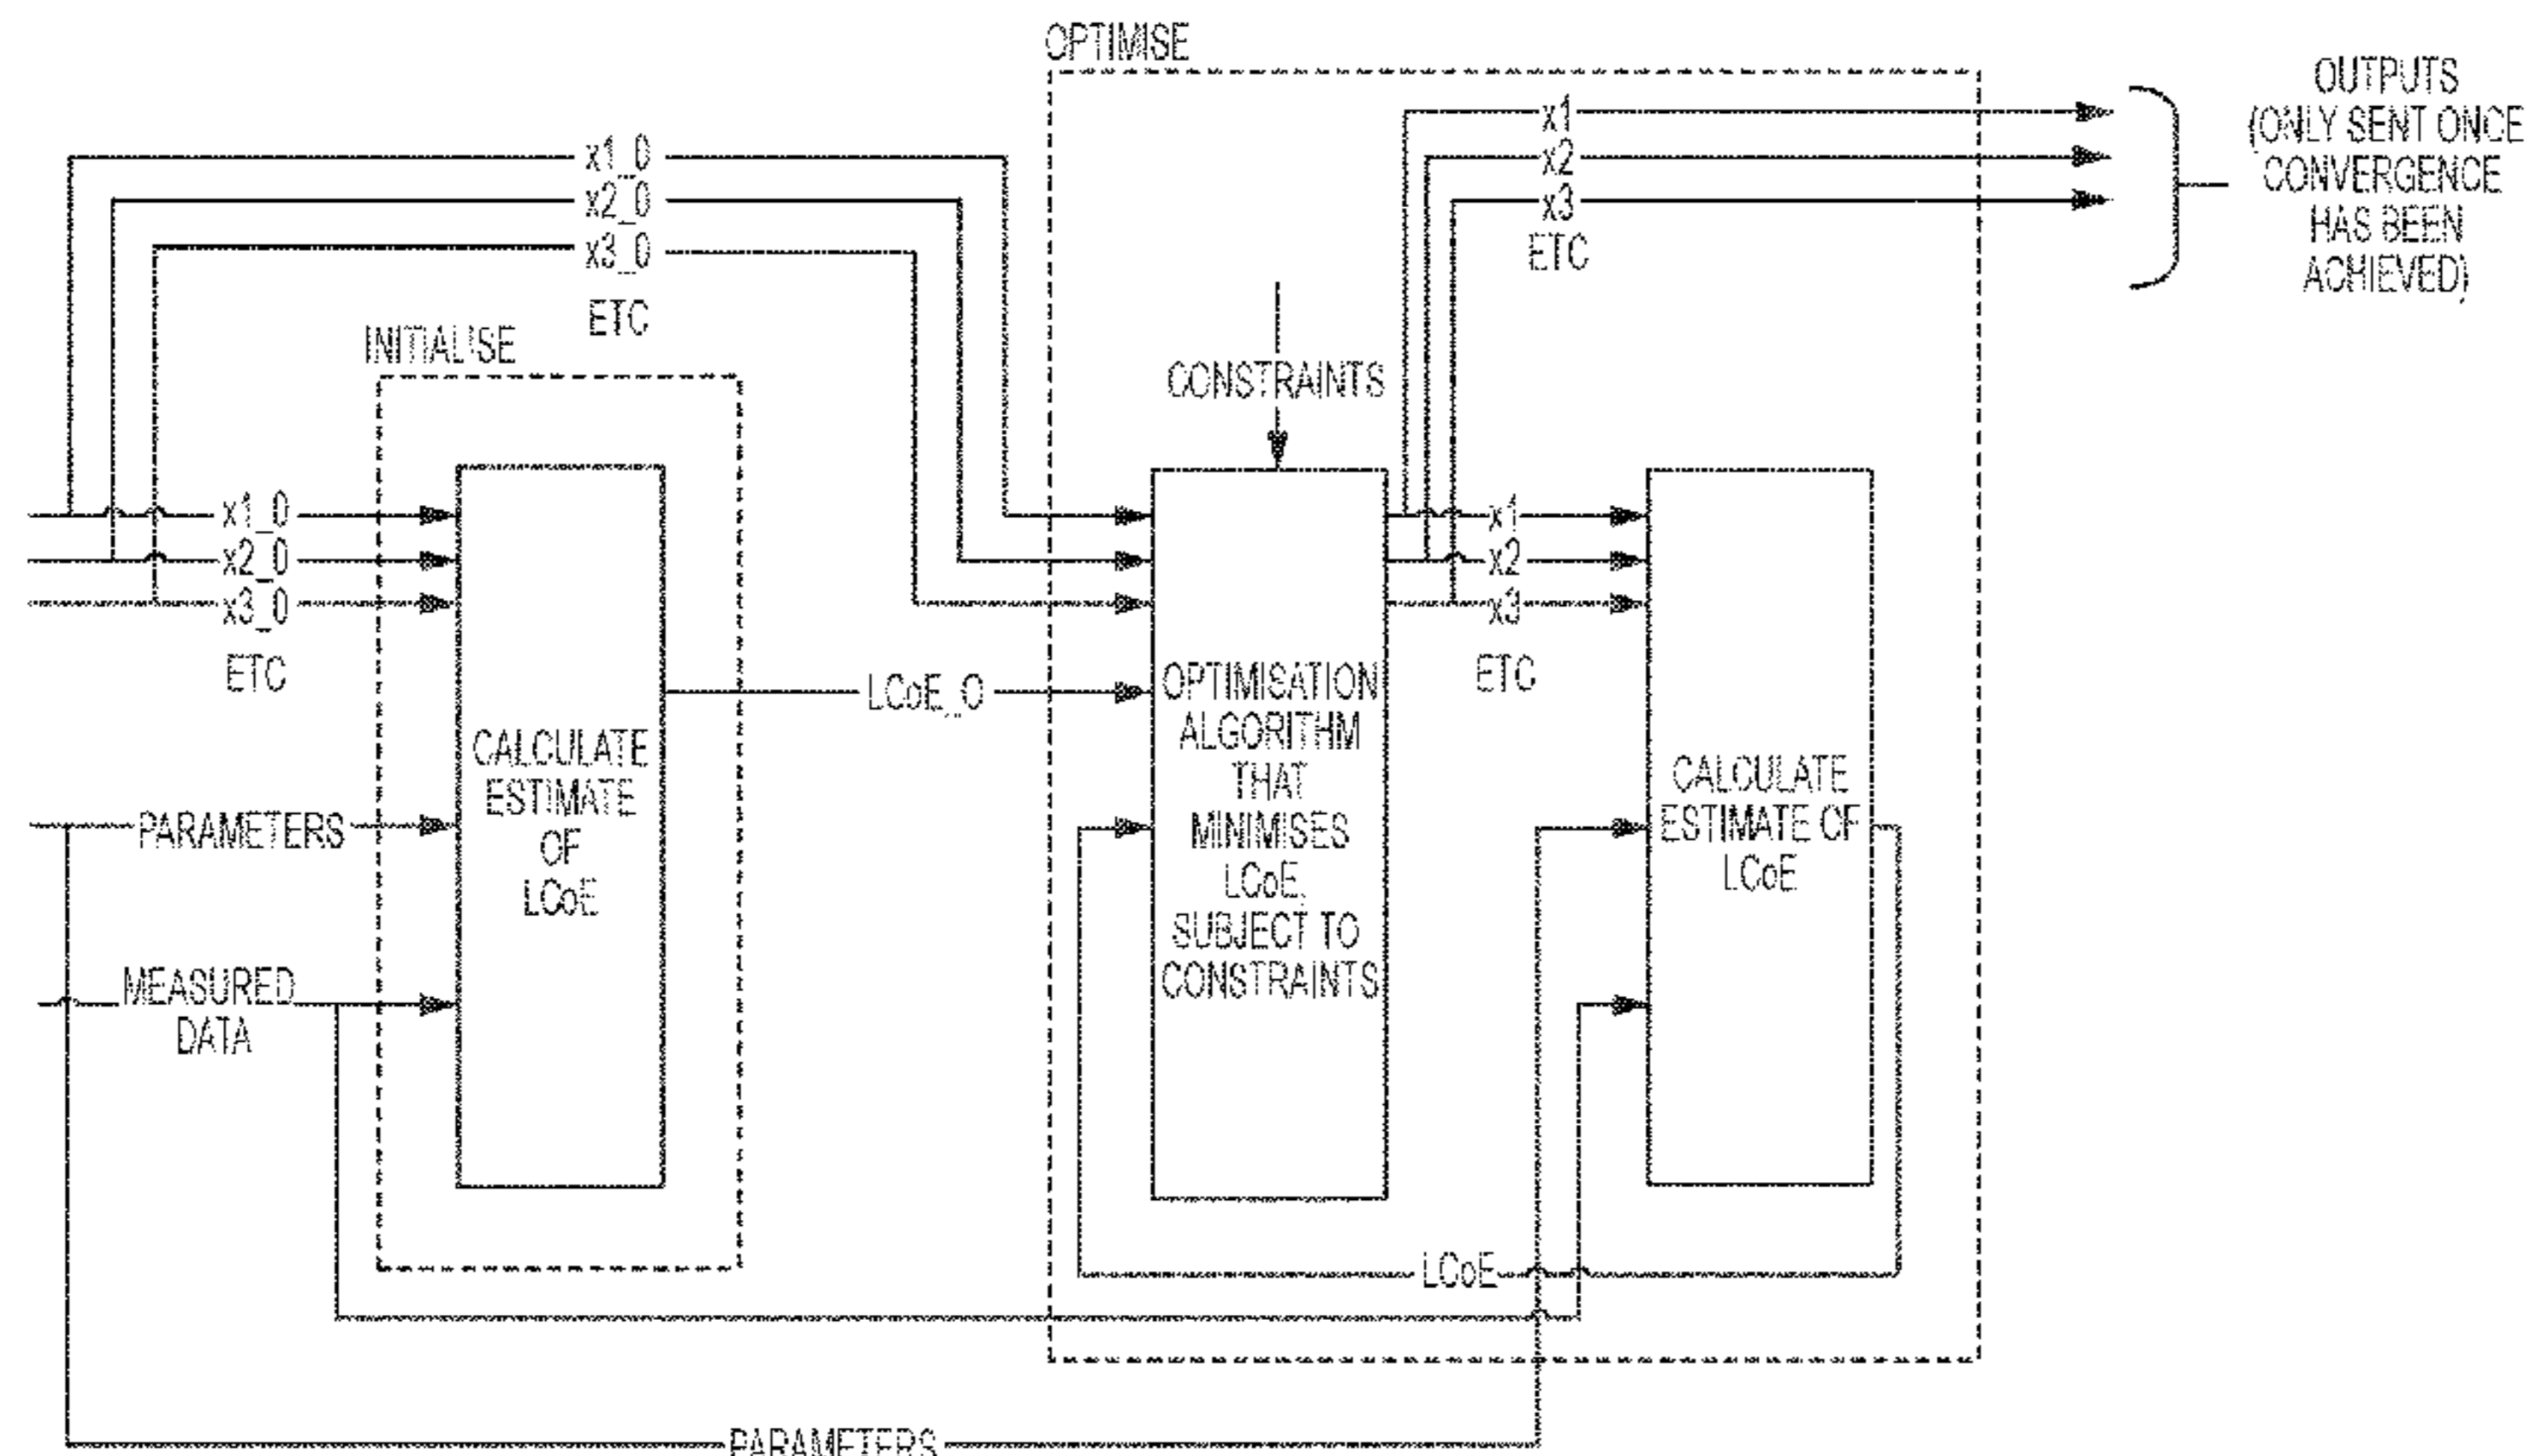 OPTIMISE
OUTPUTS
(ONLY SENT ONCE
CONVERGENCE
HAS BEEN
ACHIEVED)
x1
x2
x3
ETC
x1_0
x2_0
x3_0
ETC
INITIALISE
CONSTRAINTS
x1_0
x2_0
x3_0
ETC
x1
x2
x3
ETC
LCoE_O
OPTIMISATION
ALGORITHM
THAT
MINIMISES
LCoE,
SUBJECT TO
CONSTRAINTS
CALCULATE
ESTIMATE
OF
LCoE
CALCULATE
ESTIMATE OF
LCoE
PARAMETERS
MEASURED
DATA
LCoE
PARAMETERS